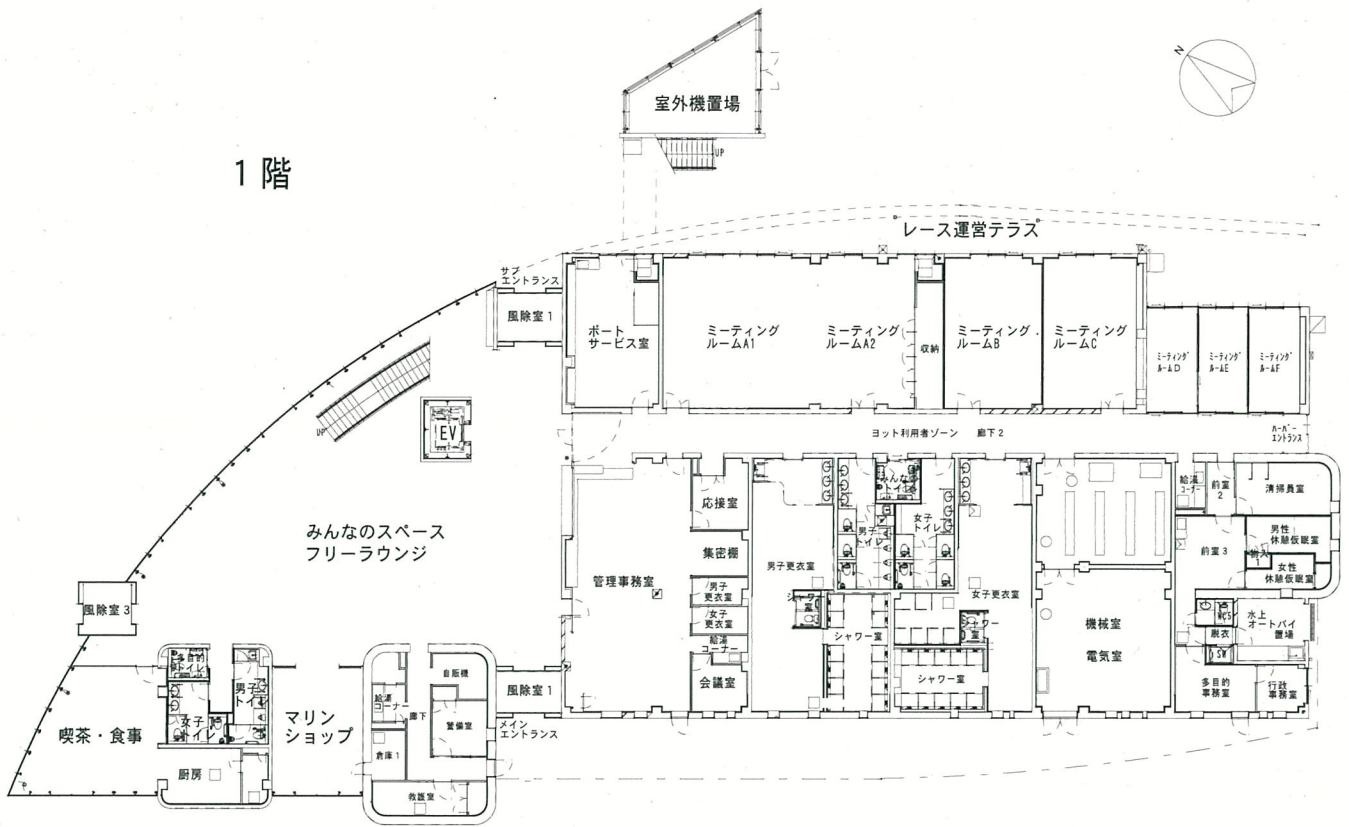 N
室外機置場
UP
1階
レース運営テラス
サブ
エントランス
風除室1
ボート
サービス室
ミーティング
ルームA1
ミーティング
ルームA2
収納
ミーティング
ルームB
ミーティング
ルームC
ミーティング
ルームD
ミーティング
ルームE
ミーティング
ルームF
UP
EV
ヨット利用者ゾーン 廊下2
ハーバー
エントランス
みんなのスペース
フリーラウンジ
管理事務室
応接室
集密棚
男子
更衣室
女子
更衣室
給湯
コーナー
会議室
男子更衣室
シャワー
室
男子
トイレ
みんなの
トイレ
女子
トイレ
シャワー室
女子更衣室
シャワー
室
シャワー室
機械室
電気室
給湯
コーナー
前室
2
清掃員室
前室3
男性
休憩仮眠室
女性
休憩仮眠室
脱衣
SW
水上
オートバイ
置場
多目的
事務室
行政
事務室
風除室3
喫茶・食事
多目的
トイレ
女子
トイレ
男子
トイレ
厨房
マリン
ショップ
給湯
コーナー
廊下
自販機
警備室
倉庫1
救護室
風除室1
メイン
エントランス